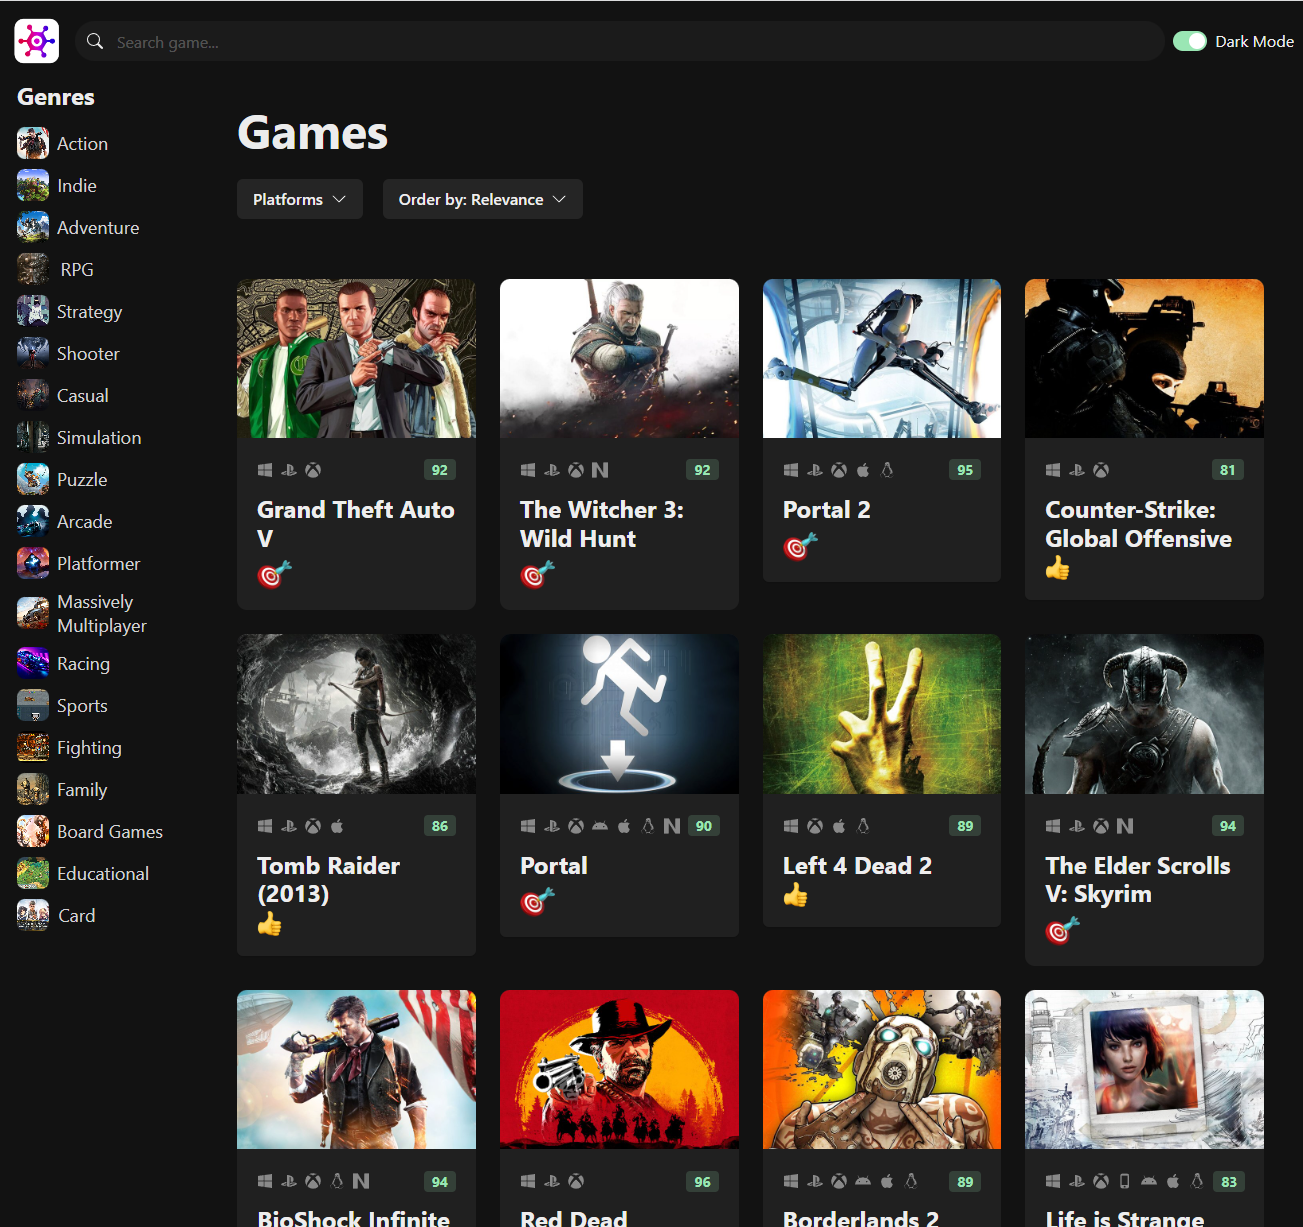 Search game...
Dark Mode
Genres
Action
Indie
Adventure
RPG
Strategy
Shooter
Casual
Simulation
Puzzle
Arcade
Platformer
Massively
Multiplayer
Racing
Sports
Fighting
Family
Board Games
Educational
Card
Games
Platforms
Order by: Relevance
92
Grand Theft Auto
V
92
The Witcher 3:
Wild Hunt
95
Portal 2
81
Counter-Strike:
Global Offensive
86
Tomb Raider
(2013)
90
Portal
89
Left 4 Dead 2
94
The Elder Scrolls
V: Skyrim
94
BioShock Infinite
96
Red Dead
89
Borderlands 2
83
Life is Strange